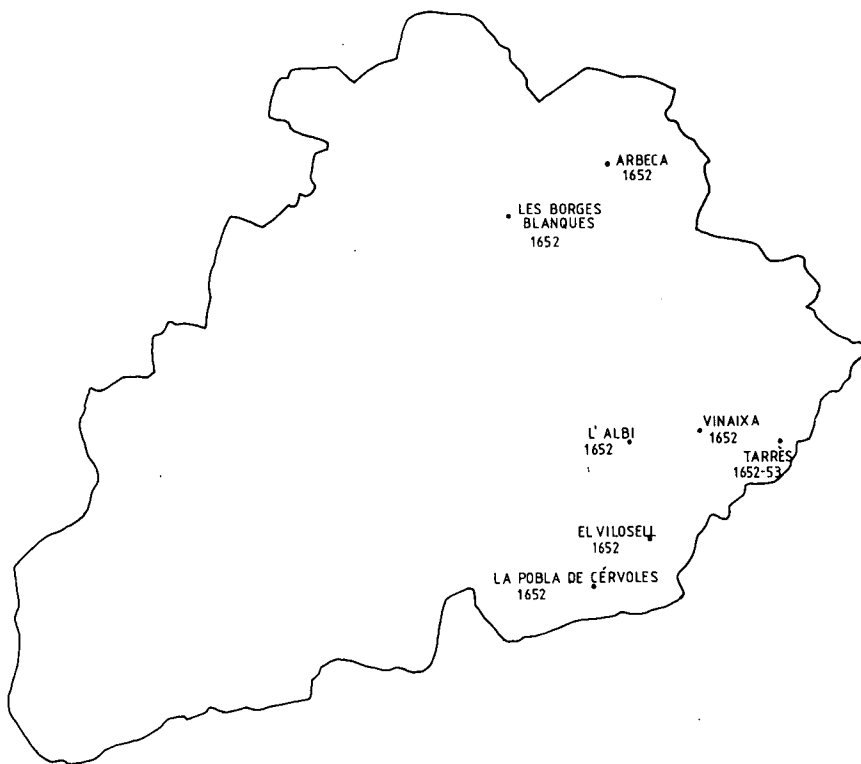 ARBECA
1652
LES BORGES
BLANQUES
1652
L' ALBI
1652
VINAIXA
1652
TARRÈS
1652-53
EL VILOSELL
1652
LA POBLA DE CÉRVOLES
1652